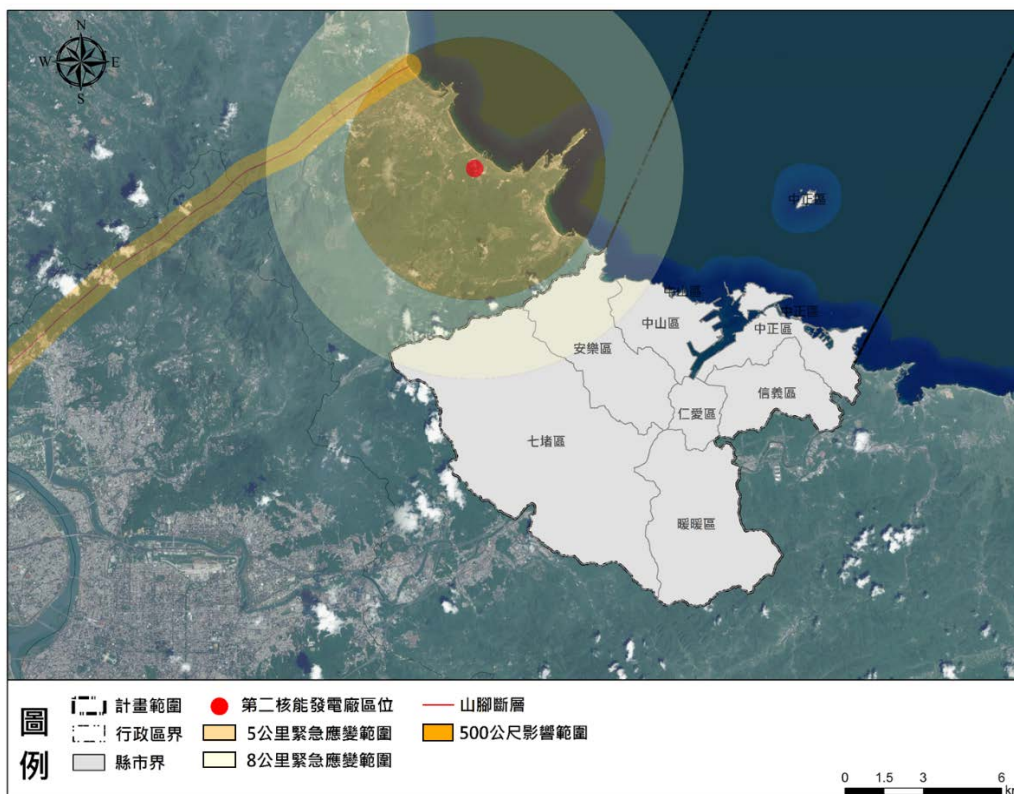 N
W
E
S
中正區
中山區
中正區
中山區
中正區
安樂區
信義區
仁愛區
七堵區
暖暖區
圖例
計畫範圍
第二核能發電廠區位
山腳斷層
行政區界
5公里緊急應變範圍
500公尺影響範圍
縣市界
8公里緊急應變範圍
0 1.5 3 6
km